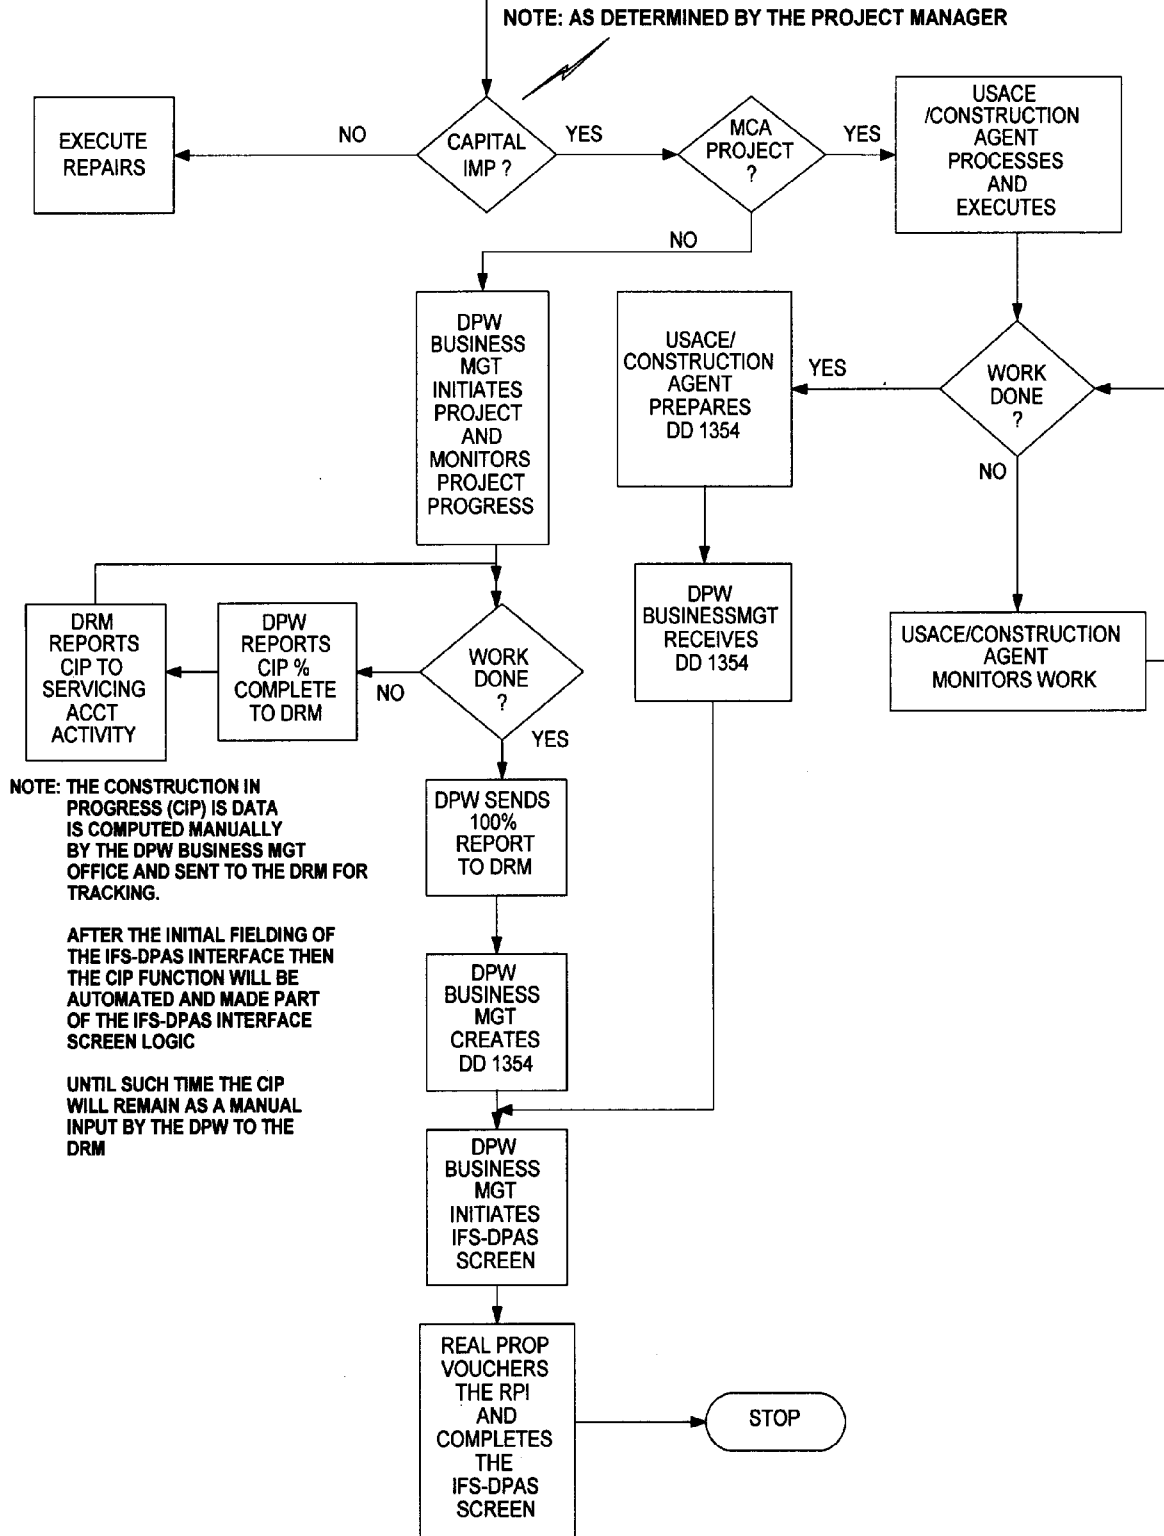 NOTE: AS DETERMINED BY THE PROJECT MANAGER
EXECUTE
REPAIRS
NO
CAPITAL
IMP ?
YES
MCA
PROJECT
?
YES
USACE
/CONSTRUCTION
AGENT
PROCESSES
AND
EXECUTES
NO
DPW
BUSINESS
MGT
INITIATES
PROJECT
AND
MONITORS
PROJECT
PROGRESS
USACE/
CONSTRUCTION
AGENT
PREPARES
DD 1354
YES
WORK
DONE
?
NO
DRM
REPORTS
CIP TO
SERVICING
ACCT
ACTIVITY
DPW
REPORTS
CIP %
COMPLETE
TO DRM
NO
WORK
DONE
?
YES
DPW
BUSINESSMGT
RECEIVES
DD 1354
USACE/CONSTRUCTION
AGENT
MONITORS WORK
NOTE: THE CONSTRUCTION IN
PROGRESS (CIP) IS DATA
IS COMPUTED MANUALLY
BY THE DPW BUSINESS MGT
OFFICE AND SENT TO THE DRM FOR
TRACKING.
AFTER THE INITIAL FIELDING OF
THE IFS-DPAS INTERFACE THEN
THE CIP FUNCTION WILL BE
AUTOMATED AND MADE PART
OF THE IFS-DPAS INTERFACE
SCREEN LOGIC
UNTIL SUCH TIME THE CIP
WILL REMAIN AS A MANUAL
INPUT BY THE DPW TO THE
DRM
DPW SENDS
100%
REPORT
TO DRM
DPW
BUSINESS
MGT
CREATES
DD 1354
DPW
BUSINESS
MGT
INITIATES
IFS-DPAS
SCREEN
REAL PROP
VOUCHERS
THE RPI
AND
COMPLETES
THE
IFS-DPAS
SCREEN
STOP